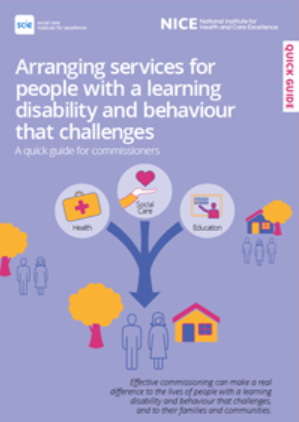 scie
social care
institute for excellence
NICE
National Institute for
Health and Care Excellence
QUICK GUIDE
Arranging services for
people with a learning
disability and behaviour
that challenges
A quick guide for commissioners
Health
Social
Care
Education
Effective commissioning can make a real
difference to the lives of people with a learning
disability and behaviour that challenges,
and to their families and communities.